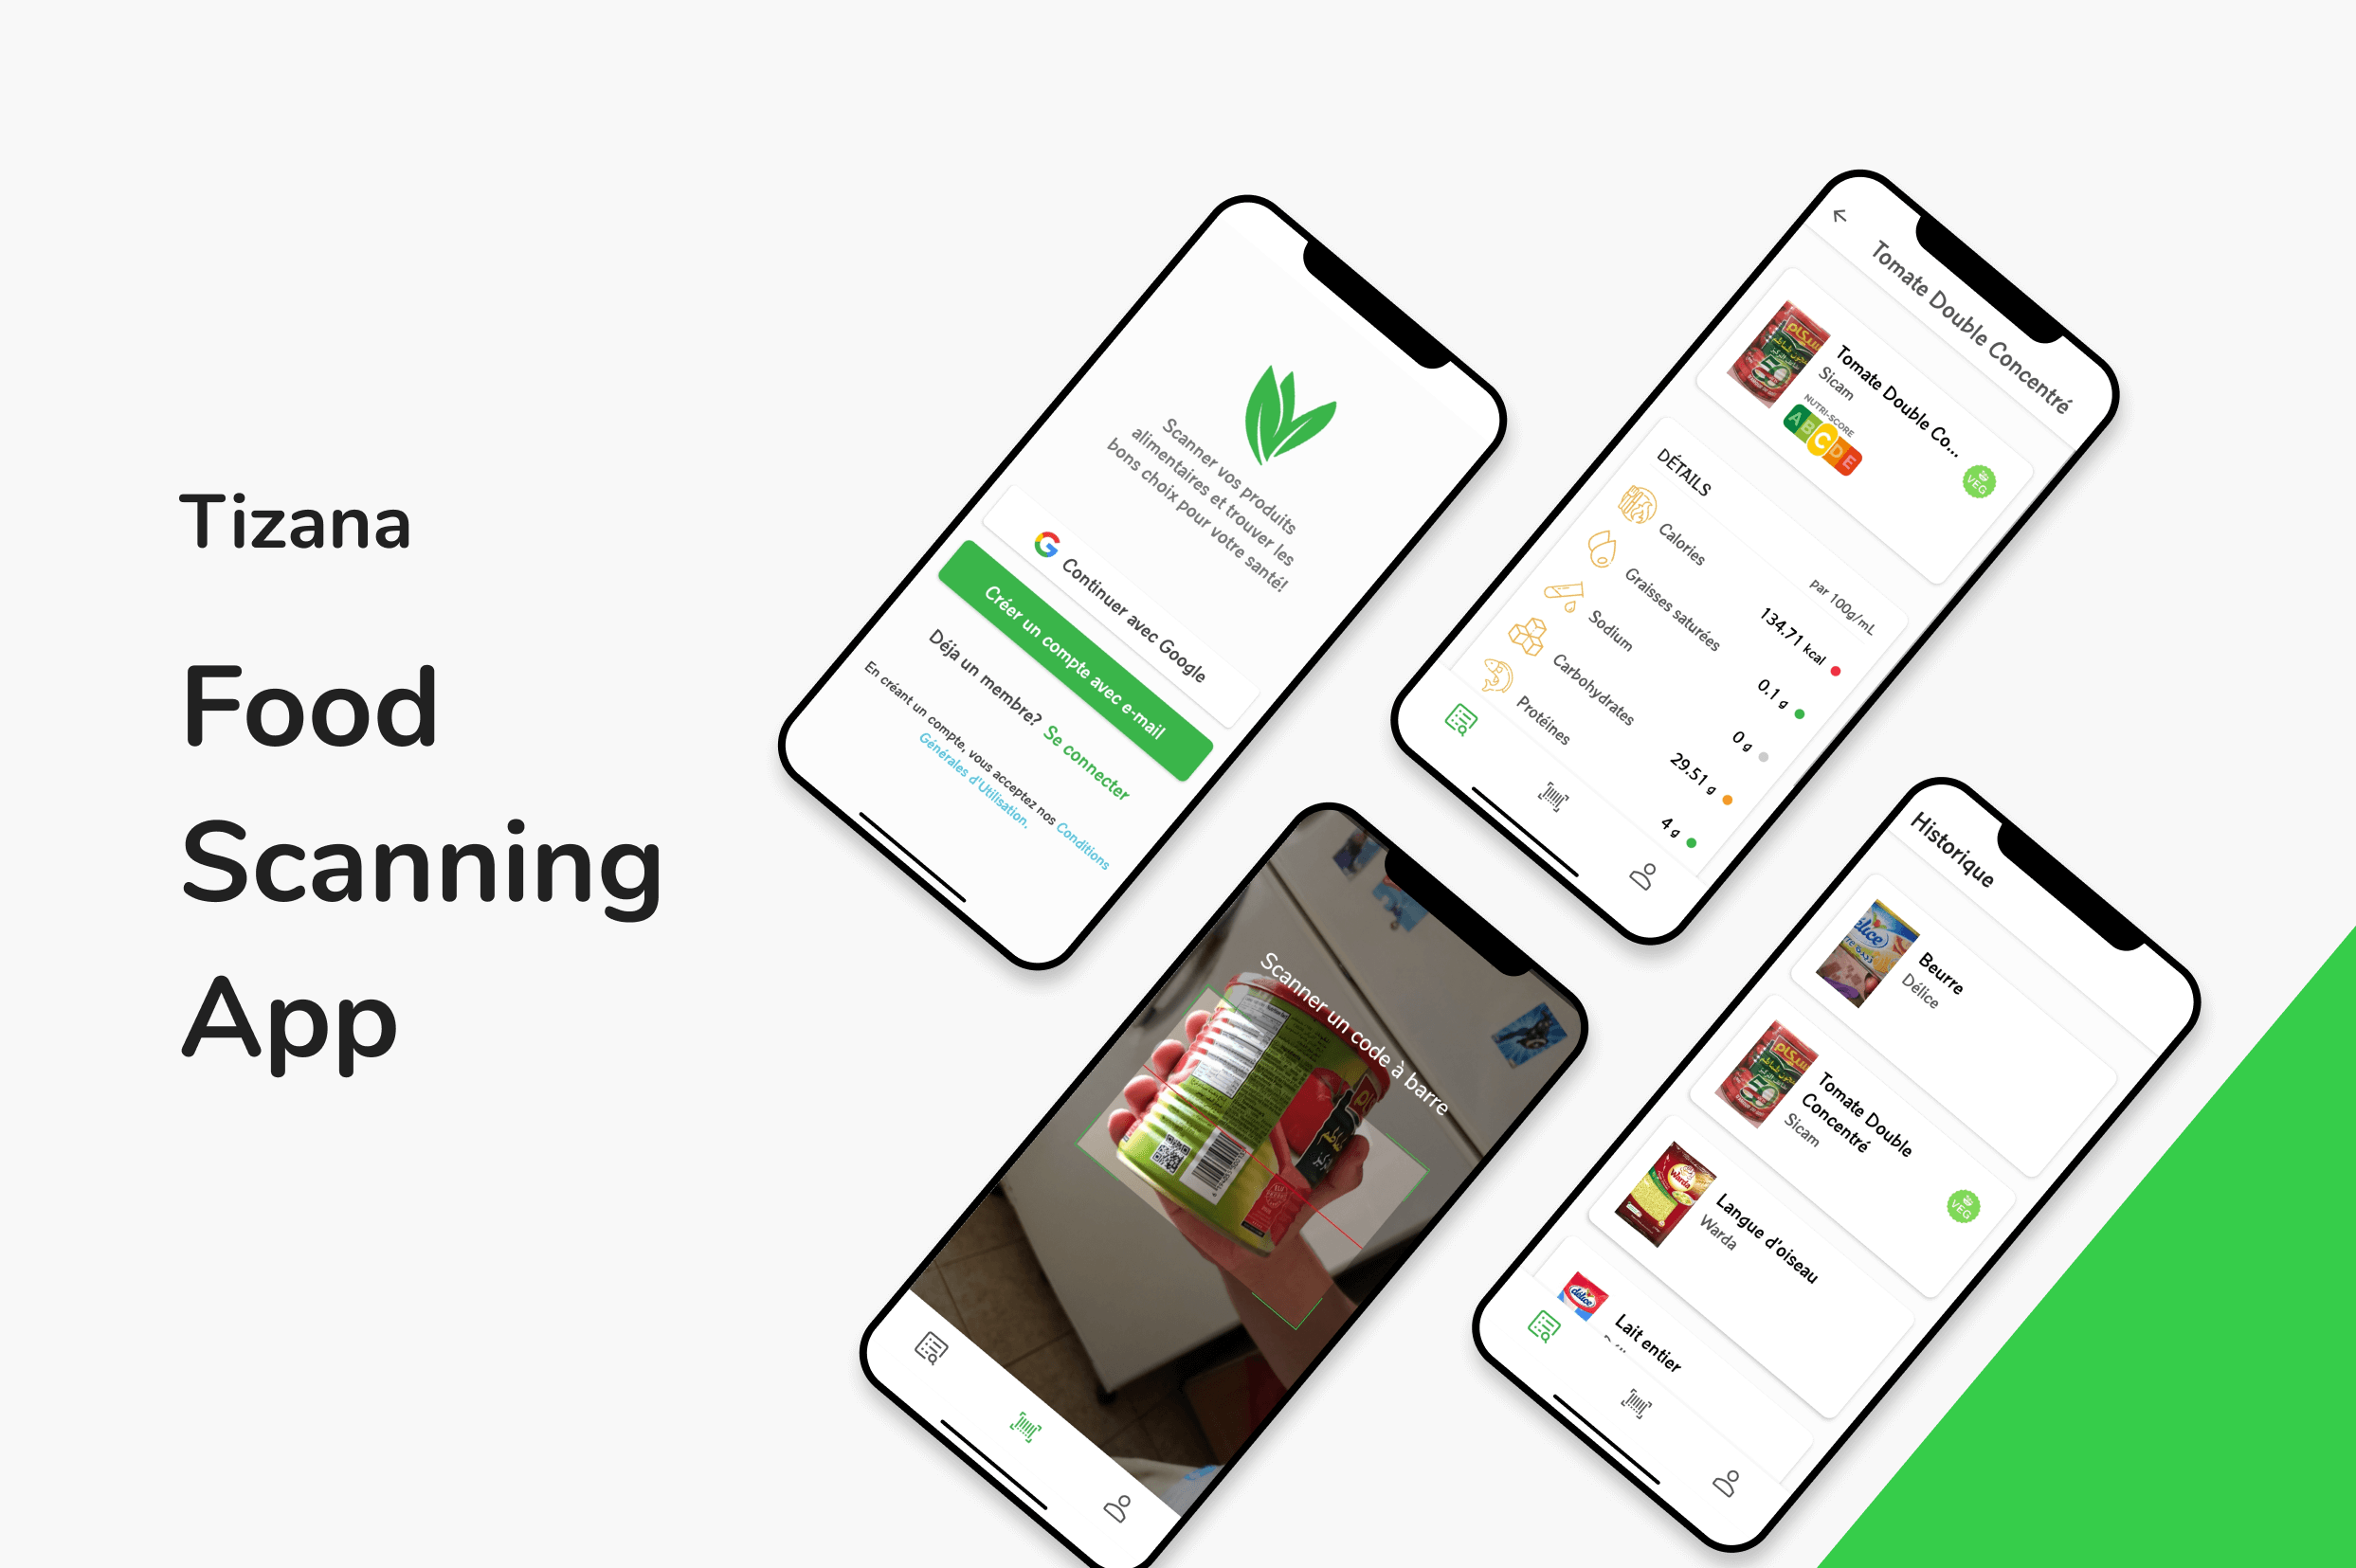 Tizana
Food
Scanning
App
Scanner vos produits
alimentaires et trouver les
bons choix pour votre santé!
Continuer avec Google
Créer un compte avec e-mail
Déja un membre? Se connecter
En créant un compte, vous acceptez nos Conditions
Générales d'Utilisation.
Tomate Double Concentré
سيكام
Tomate Double Co...
Sicam
NUTRI-SCORE
A B C D E
VEG
DÉTAILS
par 100g/mL
Calories
134.71 kcal
Graisses saturées
0.1 g
Sodium
0 g
Carbohydrates
29.51 g
Protéines
4 g
Scanner un code à barre
Historique
Beurre
Délice
سيكام
Tomate Double
Concentré
Sicam
VEG
Warda
Langue d'oiseau
Warda
délice
Lait entier